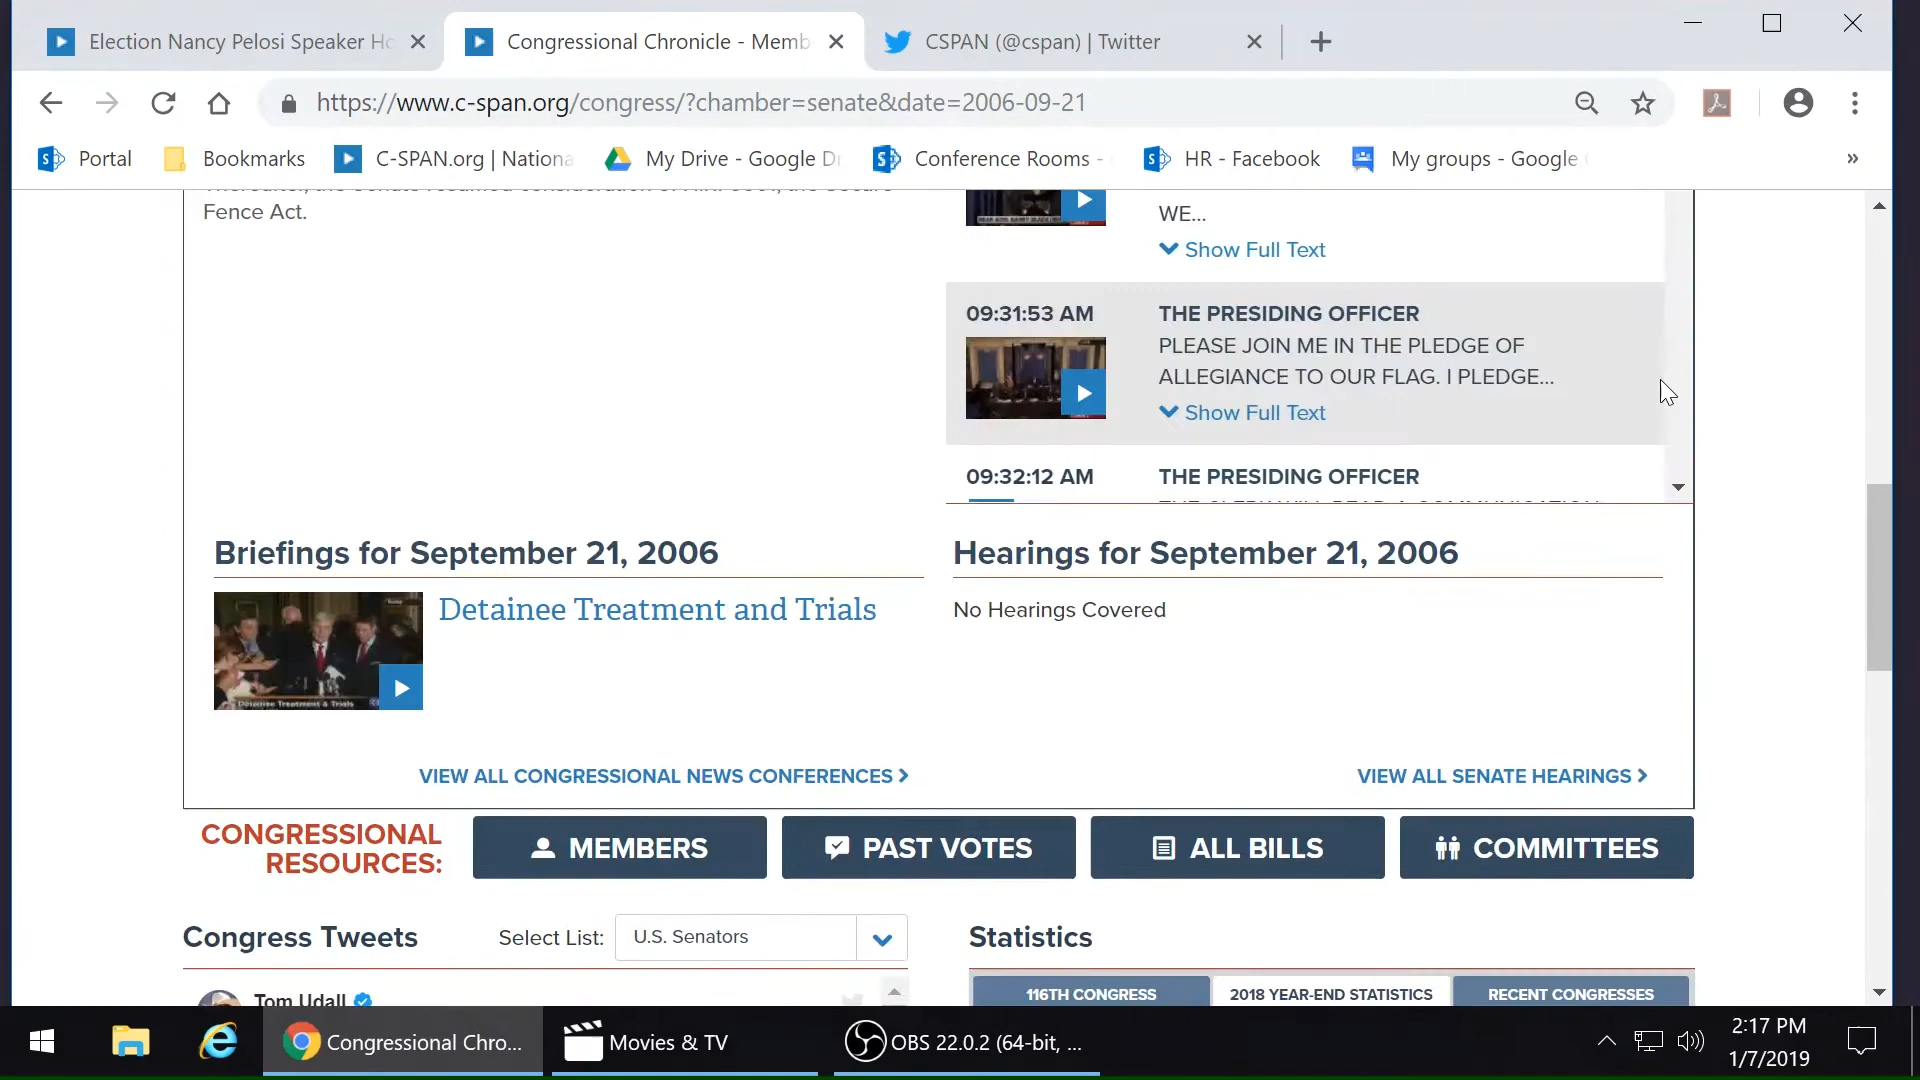 Election Nancy Pelosi Speaker Ho
Congressional Chronicle - Memb
CSPAN (@cspan) | Twitter
https://www.c-span.org/congress/?chamber=senate&date=2006-09-21
Portal
Bookmarks
C-SPAN.org | Nationa
My Drive - Google Dr
Conference Rooms -
HR - Facebook
My groups - Google
»
Fence Act.
WE...
Show Full Text
09:31:53 AM
THE PRESIDING OFFICER
PLEASE JOIN ME IN THE PLEDGE OF
ALLEGIANCE TO OUR FLAG. I PLEDGE...
Show Full Text
09:32:12 AM
THE PRESIDING OFFICER
Briefings for September 21, 2006
Detainee Treatment and Trials
Detainee Treatment & Trials
VIEW ALL CONGRESSIONAL NEWS CONFERENCES
Hearings for September 21, 2006
No Hearings Covered
VIEW ALL SENATE HEARINGS
CONGRESSIONAL
RESOURCES:
MEMBERS
PAST VOTES
ALL BILLS
COMMITTEES
Congress Tweets
Select List:
U.S. Senators
Tom Udall
Statistics
116TH CONGRESS
2018 YEAR-END STATISTICS
RECENT CONGRESSES
Congressional Chro...
Movies & TV
OBS 22.0.2 (64-bit, ...
2:17 PM
1/7/2019